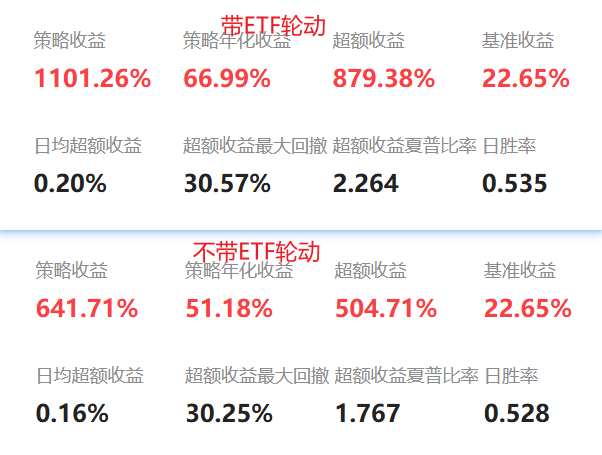 带ETF轮动
策略收益 策略年化收益 超额收益 基准收益
1101.26% 66.99% 879.38% 22.65%
日均超额收益 超额收益最大回撤 超额收益夏普比率 日胜率
0.20% 30.57% 2.264 0.535
不带ETF轮动
策略收益 策略年化收益 超额收益 基准收益
641.71% 51.18% 504.71% 22.65%
日均超额收益 超额收益最大回撤 超额收益夏普比率 日胜率
0.16% 30.25% 1.767 0.528